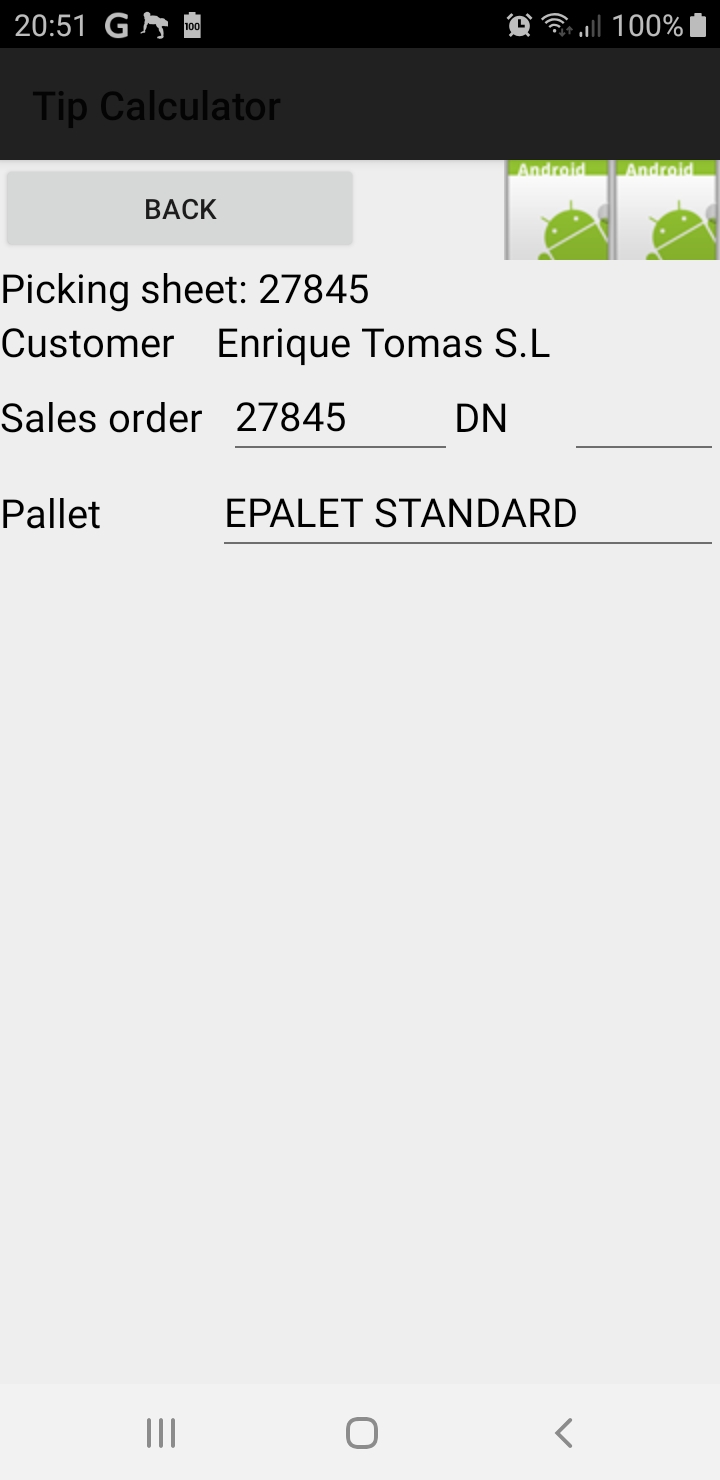 20:51 G 100 100%
Tip Calculator
BACK
Android Android
Picking sheet: 27845
Customer Enrique Tomas S.L
Sales order 27845 DN
Pallet EPALET STANDARD